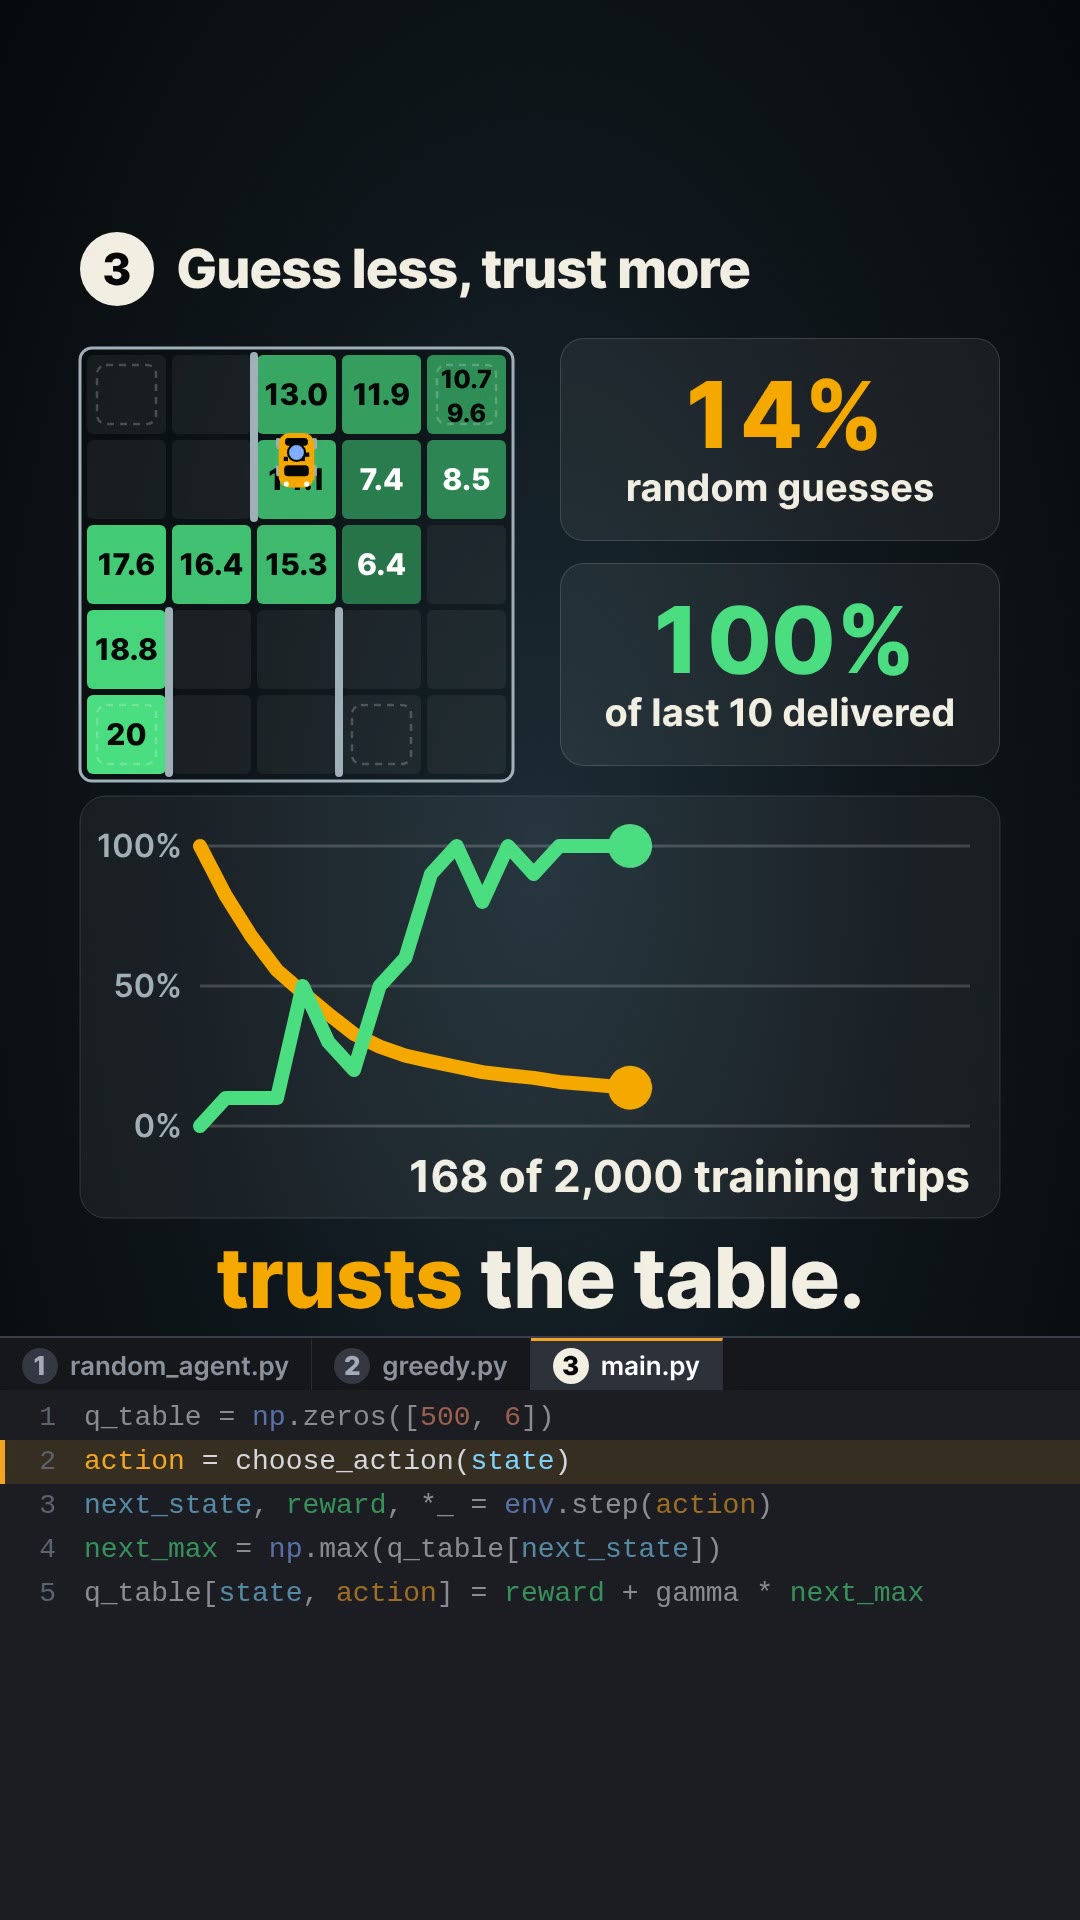 3 Guess less, trust more
13.0 11.9 10.7
9.6
7.4 8.5
17.6 16.4 15.3 6.4
18.8
20
14%
random guesses
100%
of last 10 delivered
100%
50%
0%
168 of 2,000 training trips
trusts the table.
1 random_agent.py 2 greedy.py 3 main.py
1 q_table = np.zeros([500, 6])
2 action = choose_action(state)
3 next_state, reward, *_ = env.step(action)
4 next_max = np.max(q_table[next_state])
5 q_table[state, action] = reward + gamma * next_max